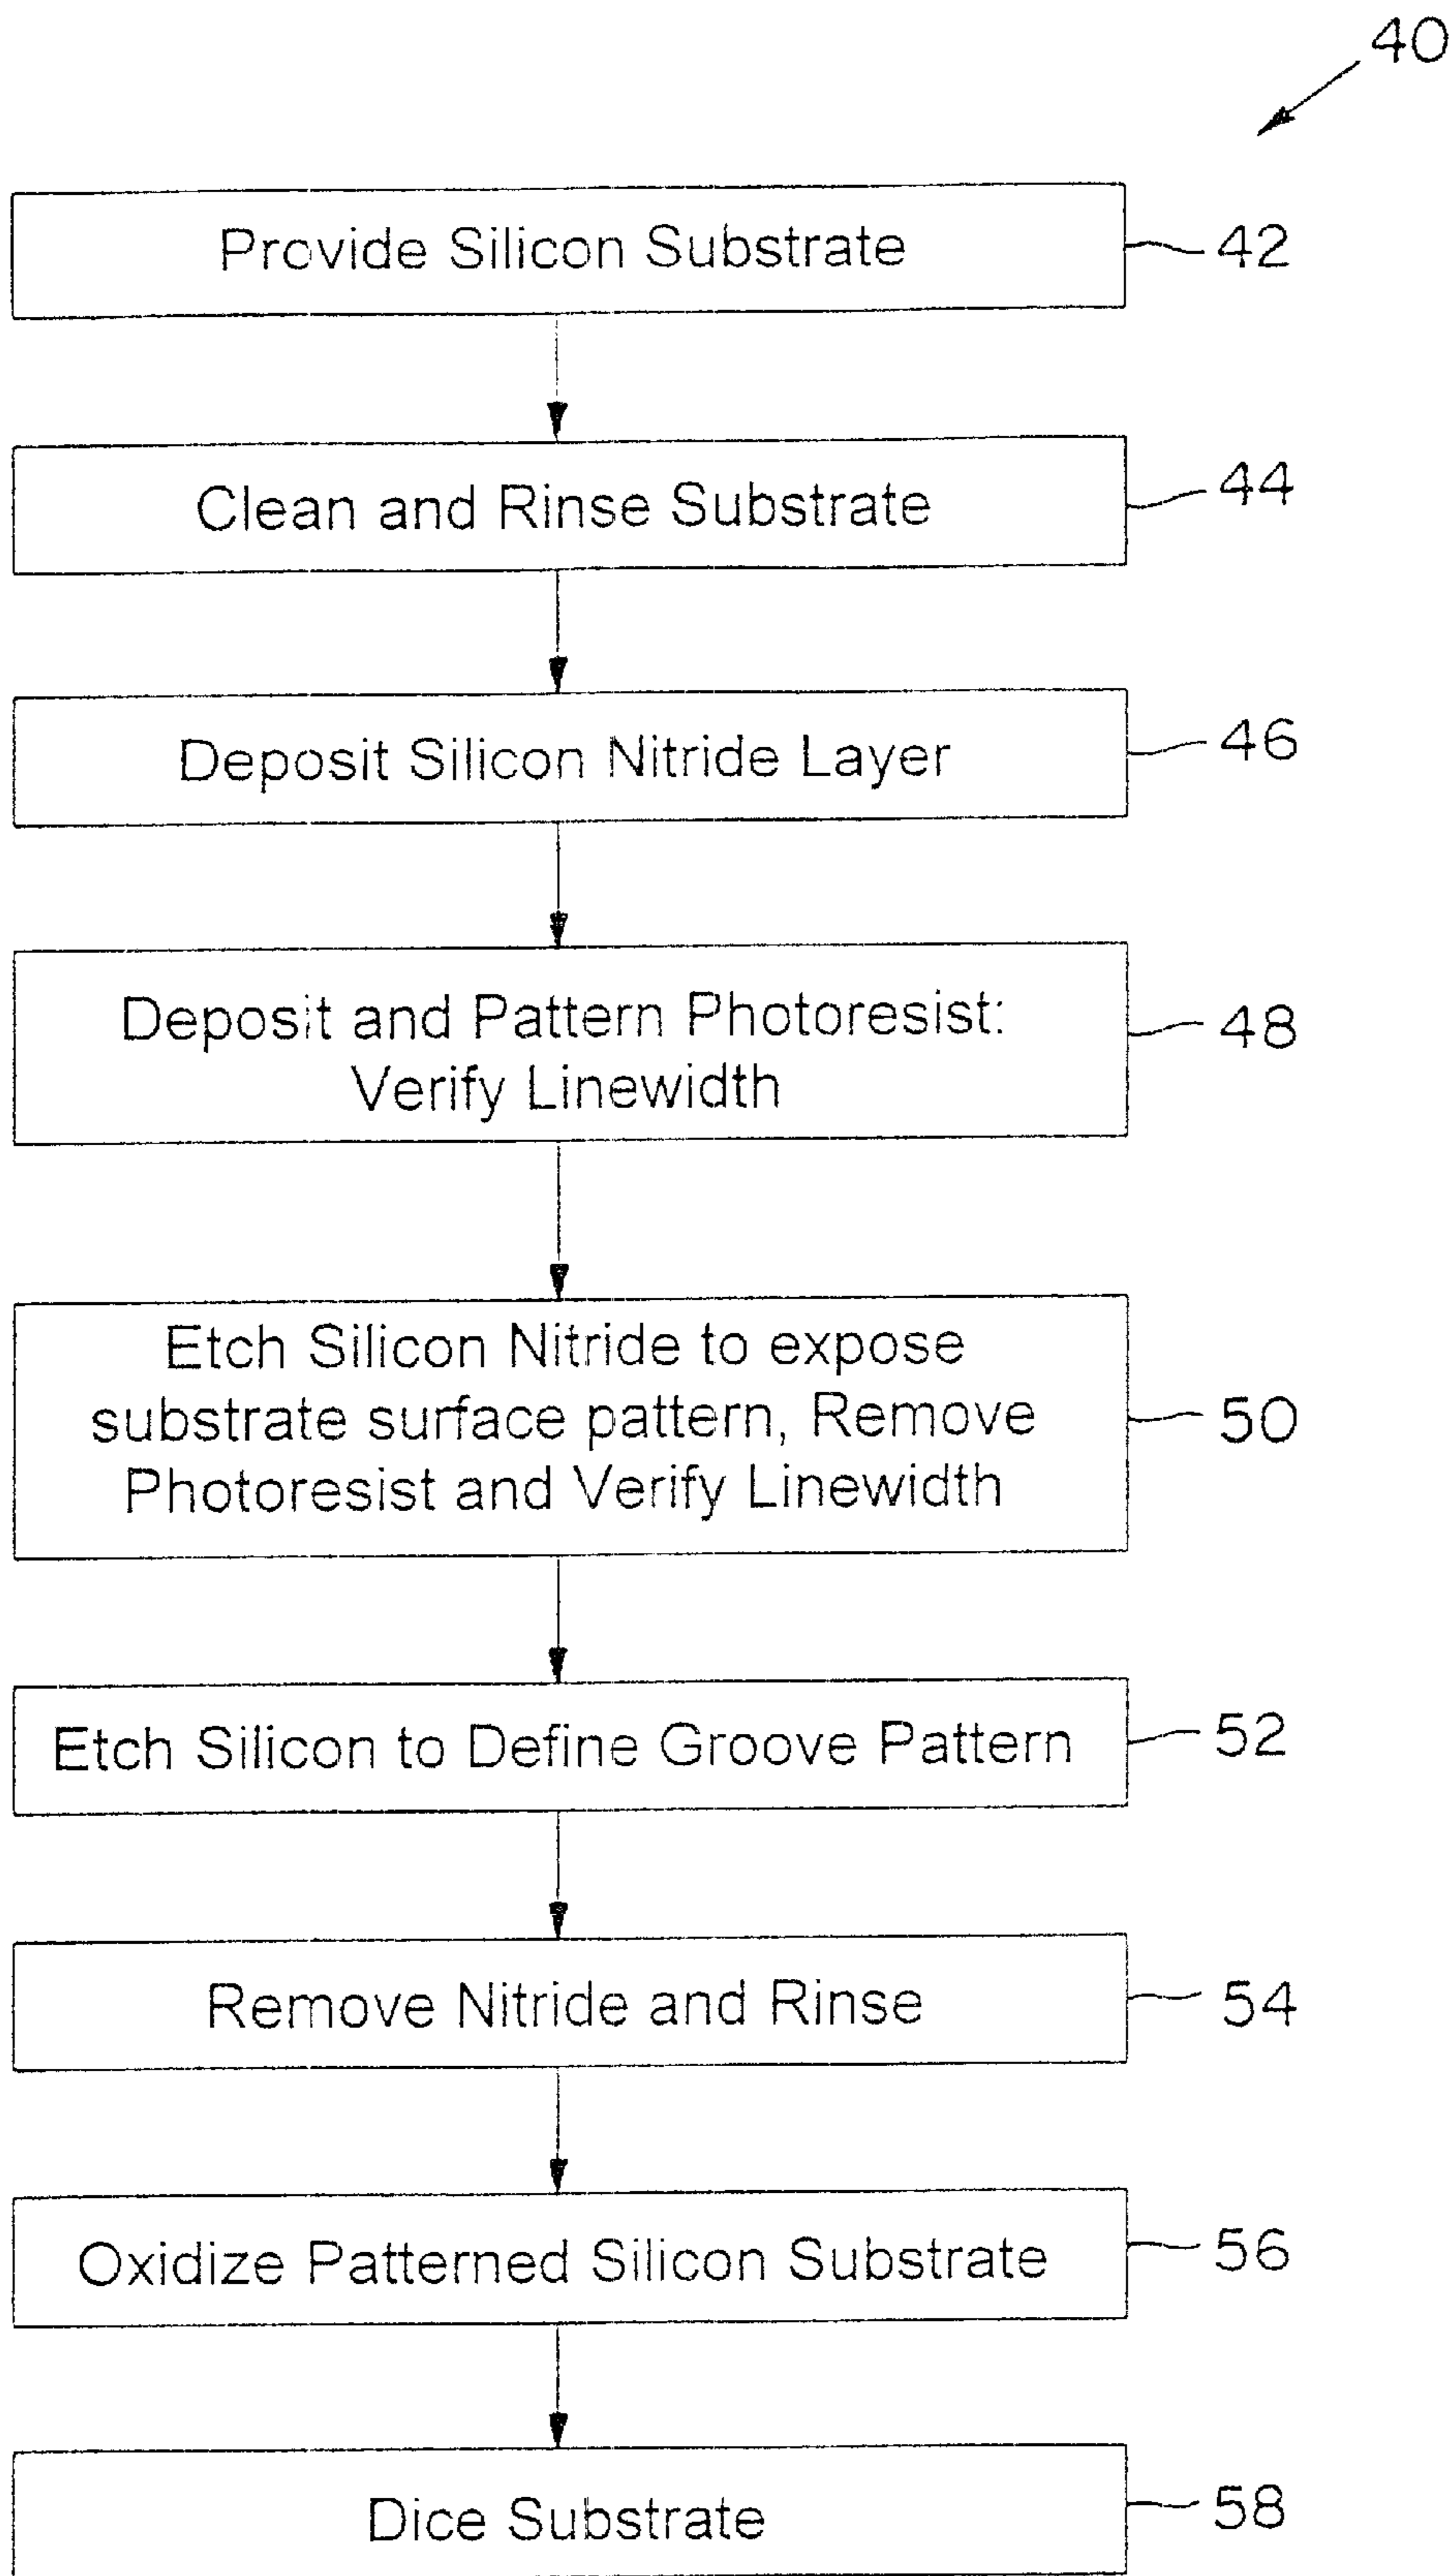 40
Provide Silicon Substrate
42
Clean and Rinse Substrate
44
Deposit Silicon Nitride Layer
46
Deposit and Pattern Photoresist:
Verify Linewidth
48
Etch Silicon Nitride to expose
substrate surface pattern, Remove
Photoresist and Verify Linewidth
50
Etch Silicon to Define Groove Pattern
52
Remove Nitride and Rinse
54
Oxidize Patterned Silicon Substrate
56
Dice Substrate
58